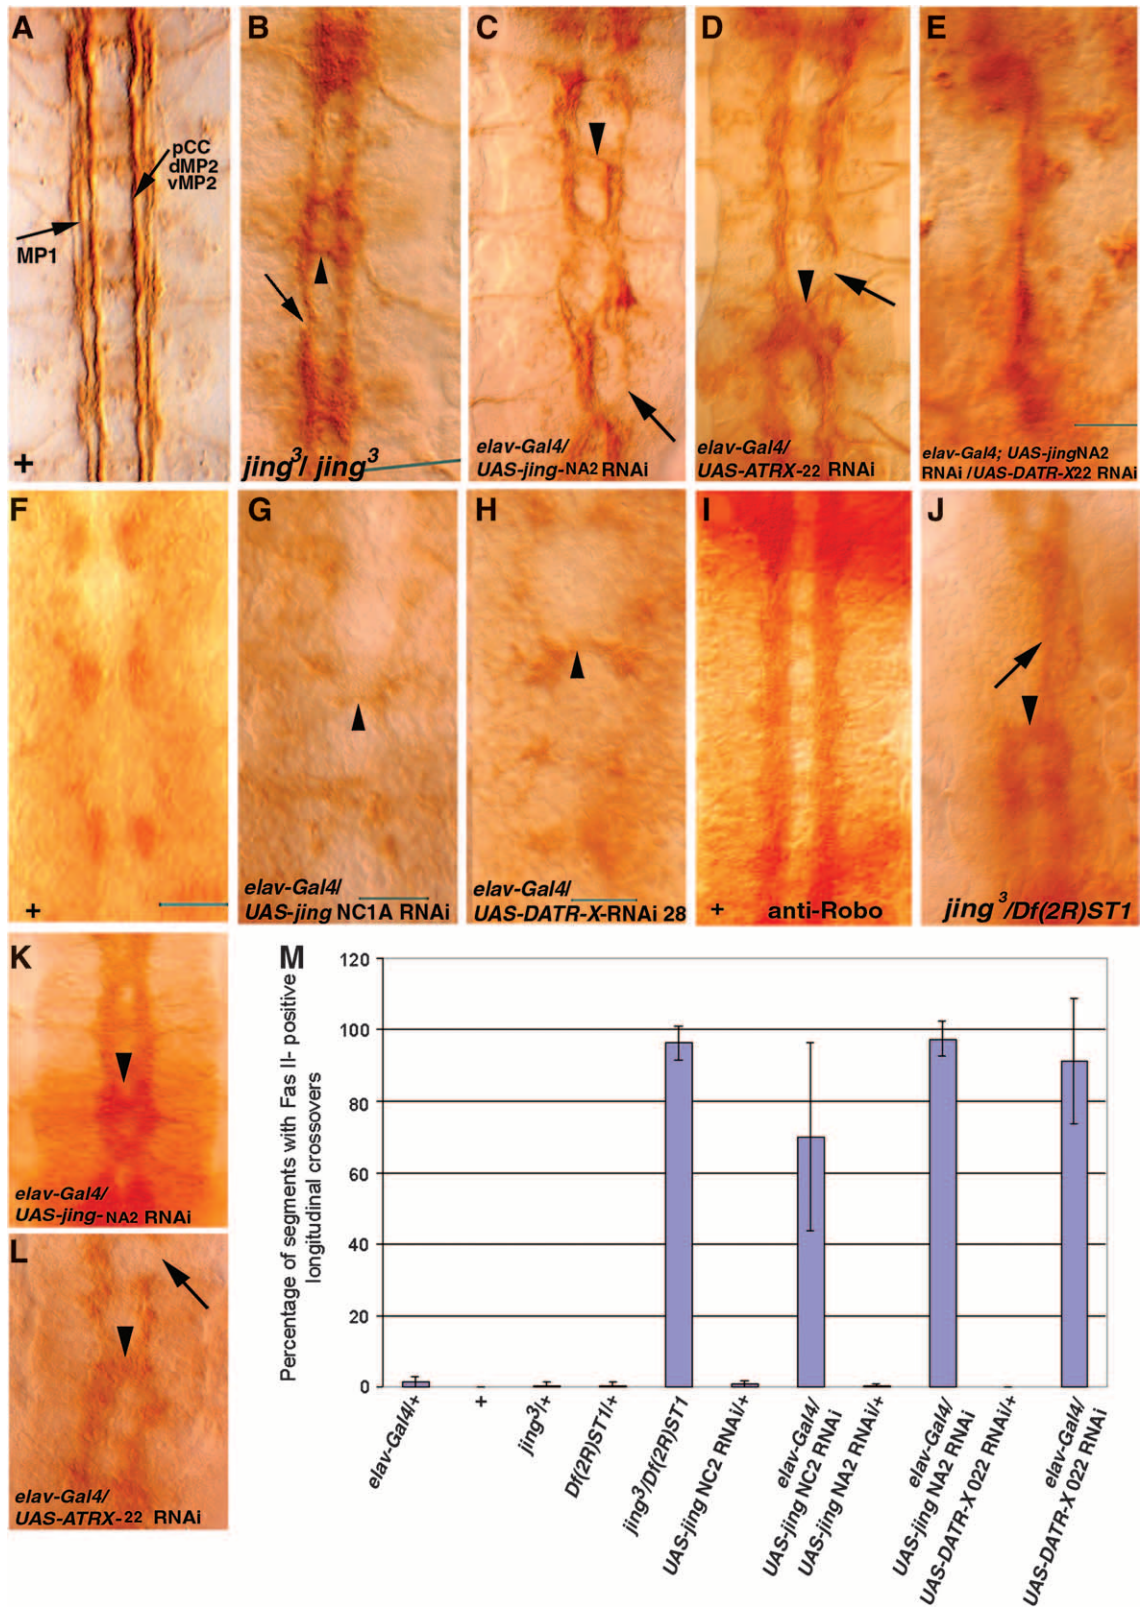 A
pCC
dMP2
vMP2
MP1
+
B
jing3/ jing3
C
elav-Gal4/
UAS-jing-NA2 RNAi
D
elav-Gal4/
UAS-ATRX-22 RNAi
E
elav-Gal4; UAS-jingNA2
RNAi /UAS-DATR-X22 RNAi
F
+
G
elav-Gal4/
UAS-jing NC1A RNAi
H
elav-Gal4/
UAS-DATR-X-RNAi 28
I
+ anti-Robo
J
jing3/Df(2R)ST1
K
elav-Gal4/
UAS-jing-NA2 RNAi
L
elav-Gal4/
UAS-ATRX-22 RNAi
M
Percentage of segments with Fas II- positive
longitudinal crossovers
120
100
80
60
40
20
0
elav-Gal4/+
+
jing3/+
Df(2R)ST1/+
jing3/Df(2R)ST1
UAS-jing NC2 RNAi/+
elav-Gal4/
UAS-jing NC2 RNAi
UAS-jing NA2 RNAi/+
elav-Gal4/
UAS-jing NA2 RNAi
UAS-DATR-X 022 RNAi/+
elav-Gal4/
UAS-DATR-X 022 RNAi